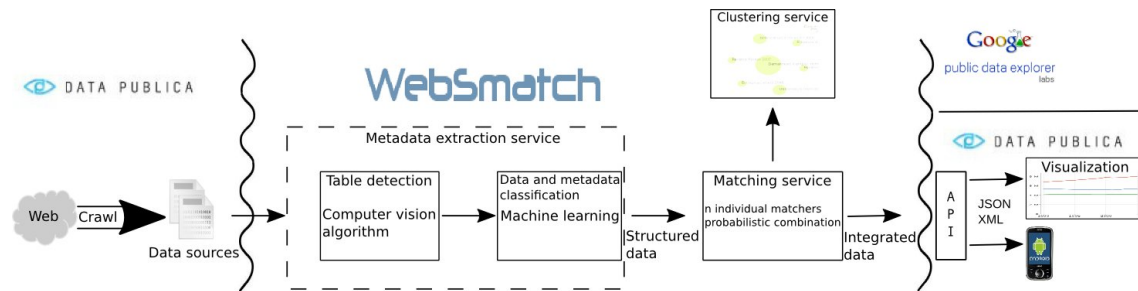 DATA PUBLICA
Web
Crawl
Data sources
WebSmatch
Metadata extraction service
Table detection
Computer vision
algorithm
Data and metadata
classification
Machine learning
Structured
data
Clustering service
Matching service
n individual matchers
probabilistic combination
Integrated
data
Google
public data explorer
labs
DATA PUBLICA
API
JSON
XML
Visualization